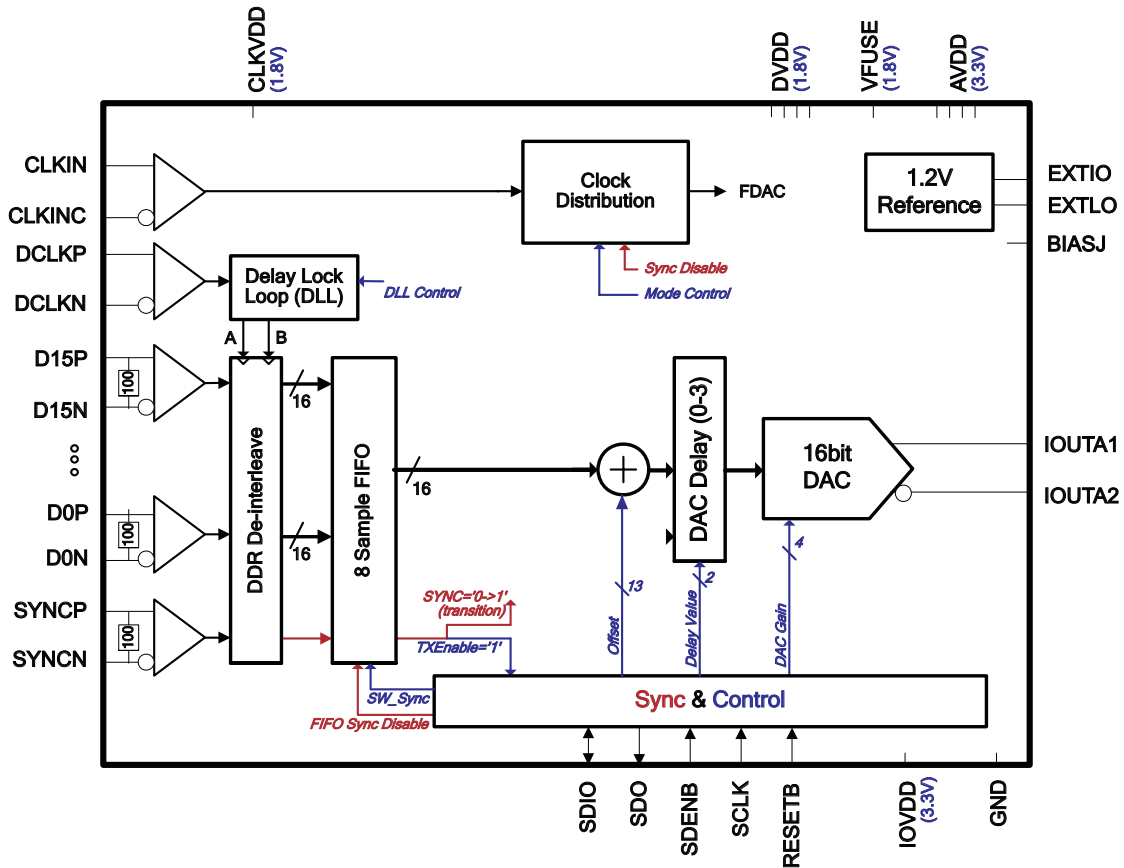 CLKVDD
(1.8V)
DVDD
(1.8V)
VFUSE
(1.8V)
AVDD
(3.3V)
CLKIN
CLKINC
DCLKP
DCLKN
D15P
D15N
D0P
D0N
SYNCP
SYNCN
100
100
100
Clock
Distribution
FDAC
Sync Disable
Mode Control
1.2V
Reference
EXTIO
EXTLO
BIASJ
Delay Lock
Loop (DLL)
DLL Control
A
B
DDR De-interleave
16
16
8 Sample FIFO
16
DAC Delay (0-3)
16bit
DAC
IOUTA1
IOUTA2
13
2
4
Offset
Delay Value
DAC Gain
SYNC='0->1'
(transition)
TXEnable='1'
SW_Sync
FIFO Sync Disable
Sync & Control
SDIO
SDO
SDENB
SCLK
RESETB
IOVDD
(3.3V)
GND